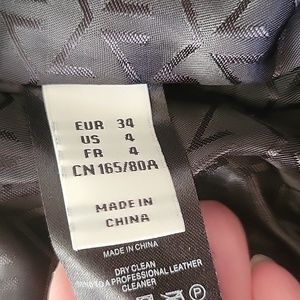 EUR 34
US 4
FR 4
CN 165/80A
MADE IN
CHINA
MADE IN CHINA
DRY CLEAN
TO A PROFESSIONAL LEATHER
CLEANER